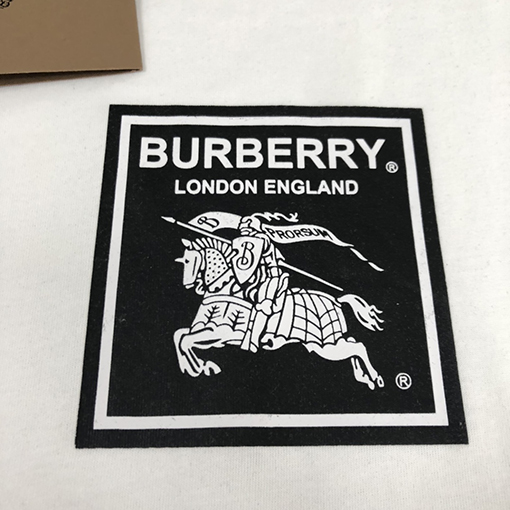 BURBERRY®
LONDON ENGLAND
B
PRORSUM
B
®